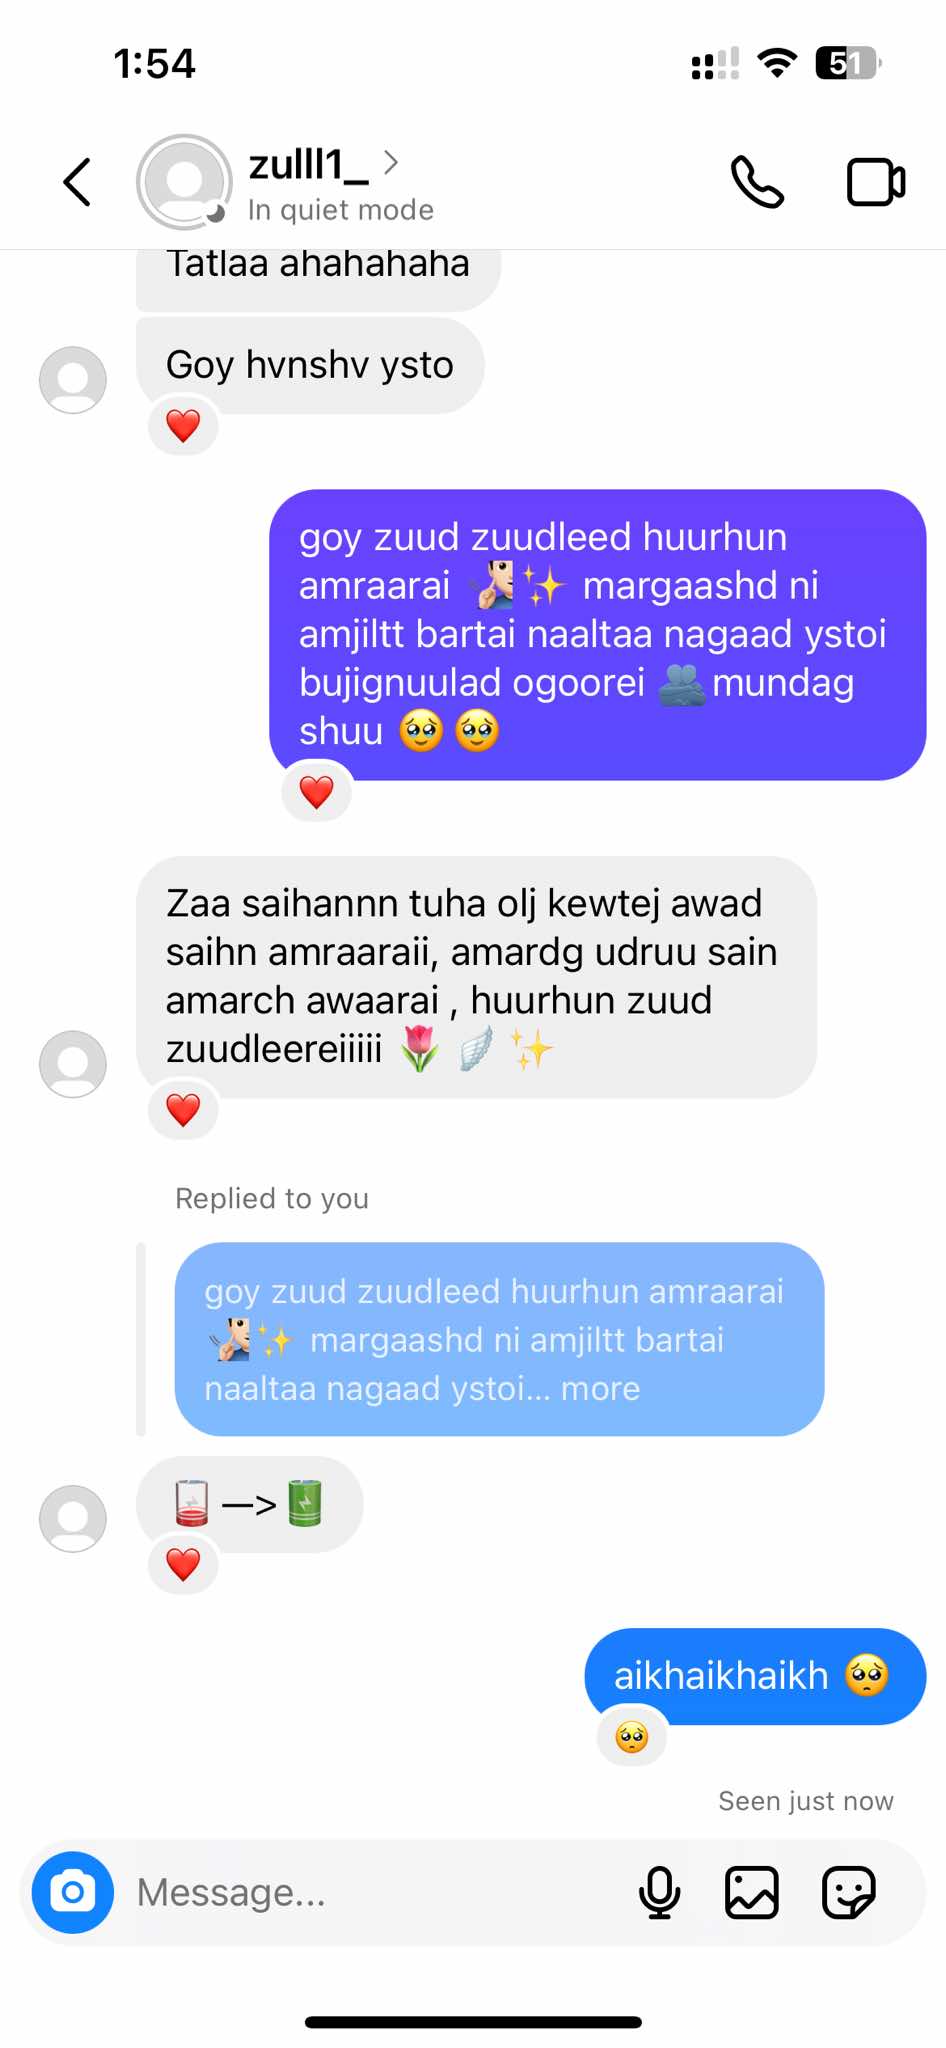 1:54
51
zulll1_
In quiet mode
Tatlaa ahahahaha
Goy hvnshv ysto
❤️
goy zuud zuudleed huurhun
amraarai 🧏🏻‍♂️✨ margaashd ni
amjiltt bartai naaltaa nagaad ystoi
bujignuulad ogoorei 🫂mundag
shuu 🥹🥹
❤️
Zaa saihannn tuha olj kewtej awad
saihn amraaraii, amardg udruu sain
amarch awaarai , huurhun zuud
zuudleereiiiii 🌷🪽✨
❤️
Replied to you
goy zuud zuudleed huurhun amraarai
🧏🏻‍♂️✨ margaashd ni amjiltt bartai
naaltaa nagaad ystoi... more
🪫—>🔋
❤️
aikhaikhaikh 🥺
🥺
Seen just now
Message...